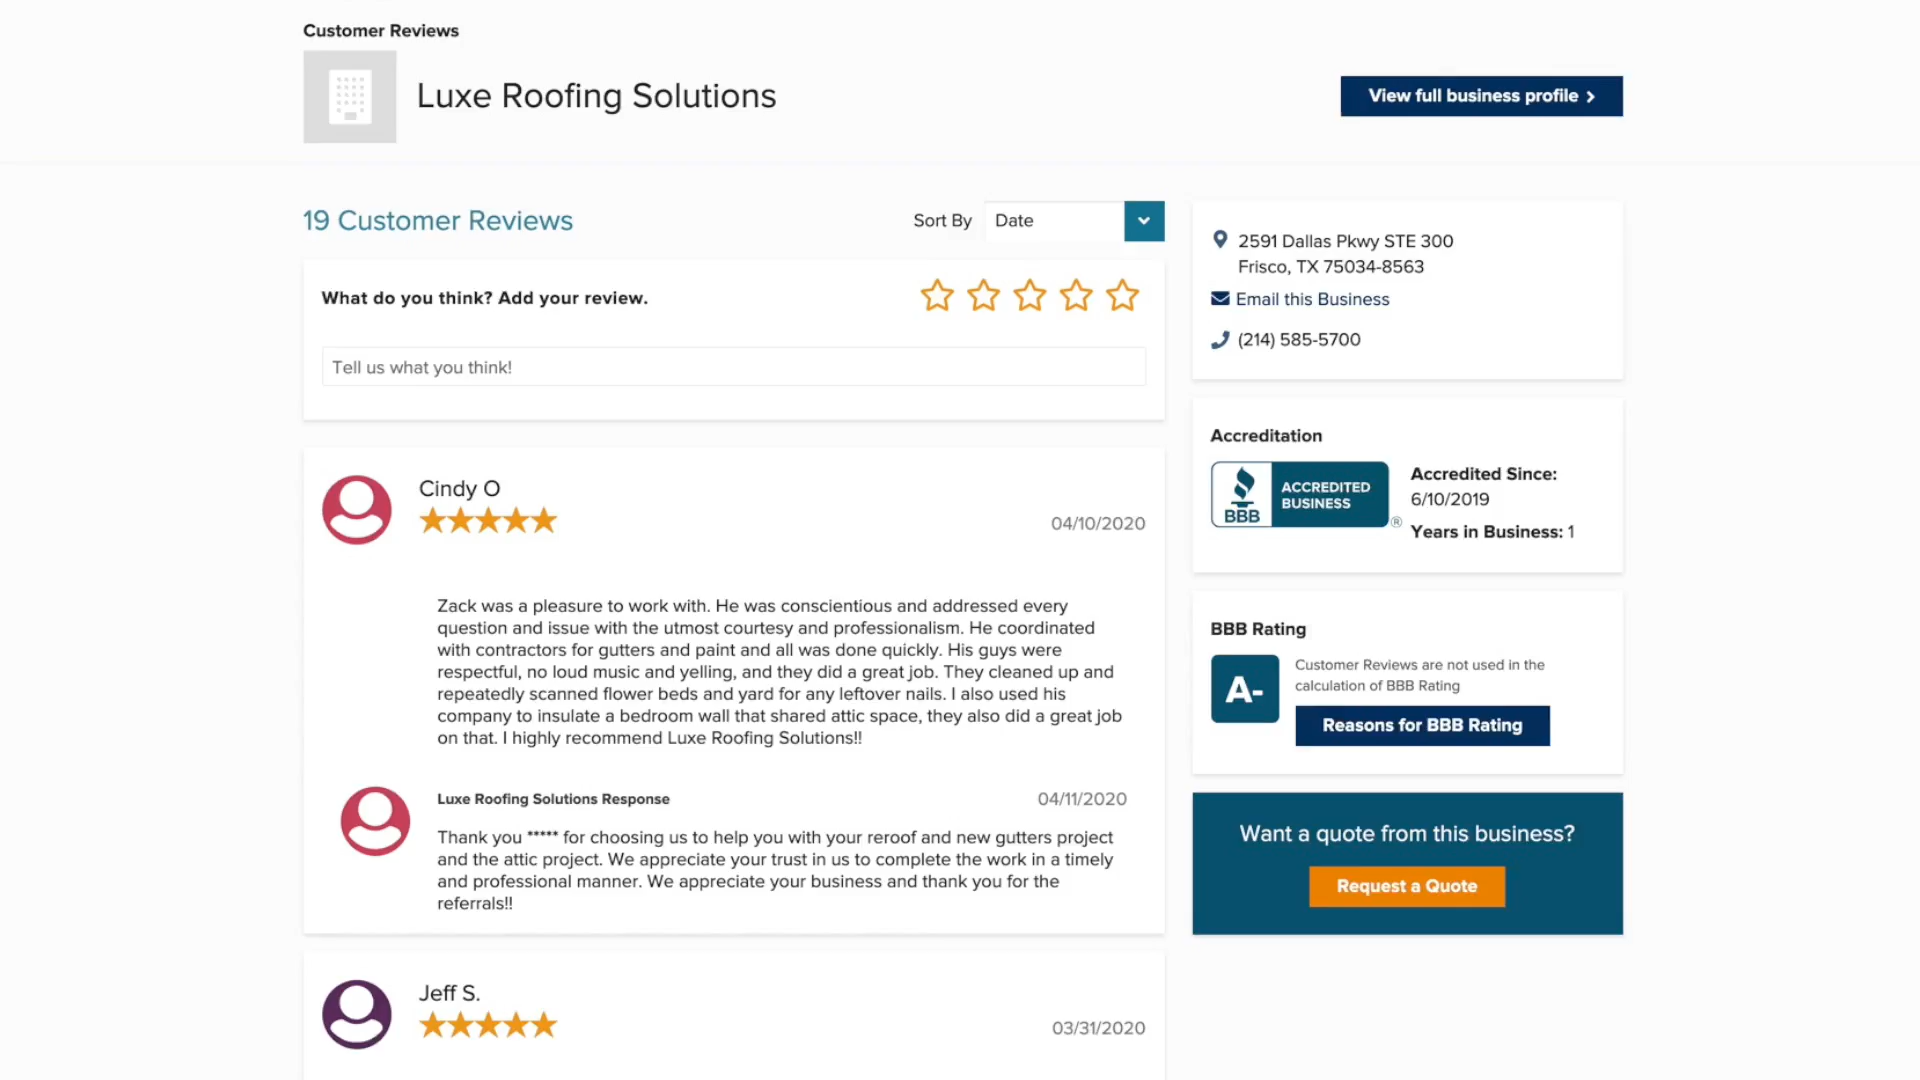 Customer Reviews
Luxe Roofing Solutions
View full business profile
19 Customer Reviews
Sort By
Date
What do you think? Add your review.
Tell us what you think!
Cindy O
04/10/2020
Zack was a pleasure to work with. He was conscientious and addressed every
question and issue with the utmost courtesy and professionalism. He coordinated
with contractors for gutters and paint and all was done quickly. His guys were
respectful, no loud music and yelling, and they did a great job. They cleaned up and
repeatedly scanned flower beds and yard for any leftover nails. I also used his
company to insulate a bedroom wall that shared attic space, they also did a great job
on that. I highly recommend Luxe Roofing Solutions!!
Luxe Roofing Solutions Response
04/11/2020
Thank you ***** for choosing us to help you with your reroof and new gutters project
and the attic project. We appreciate your trust in us to complete the work in a timely
and professional manner. We appreciate your business and thank you for the
referrals!!
Jeff S.
03/31/2020
2591 Dallas Pkwy STE 300
Frisco, TX 75034-8563
Email this Business
(214) 585-5700
Accreditation
BBB
ACCREDITED
BUSINESS
®
Accredited Since:
6/10/2019
Years in Business: 1
BBB Rating
A-
Customer Reviews are not used in the
calculation of BBB Rating
Reasons for BBB Rating
Want a quote from this business?
Request a Quote